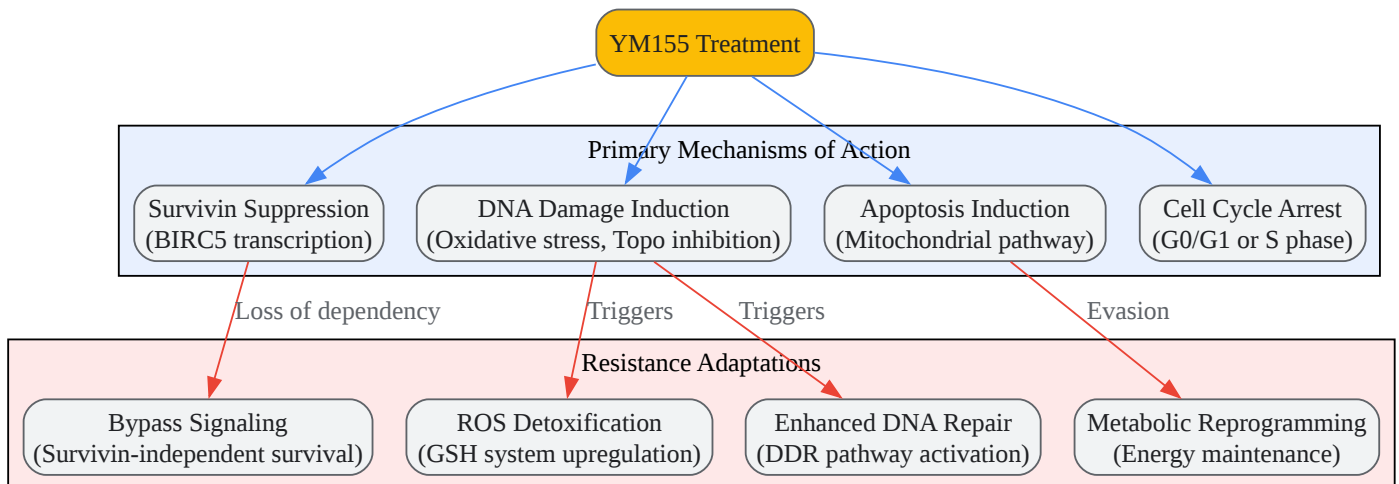 YM155 Treatment
Primary Mechanisms of Action
Survivin Suppression
(BIRC5 transcription)
DNA Damage Induction
(Oxidative stress, Topo inhibition)
Apoptosis Induction
(Mitochondrial pathway)
Cell Cycle Arrest
(G0/G1 or S phase)
Loss of dependency
Triggers
Triggers
Evasion
Resistance Adaptations
Bypass Signaling
(Survivin-independent survival)
ROS Detoxification
(GSH system upregulation)
Enhanced DNA Repair
(DDR pathway activation)
Metabolic Reprogramming
(Energy maintenance)